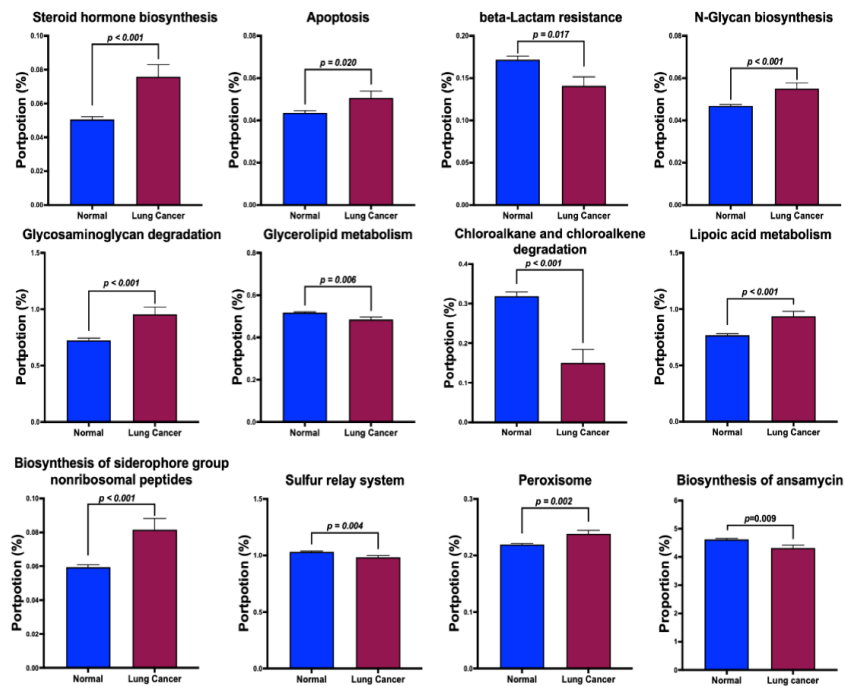 Steroid hormone biosynthesis
p < 0.001
Portpotion (%)
0.10
0.08
0.06
0.04
0.02
0.00
Normal Lung Cancer
Apoptosis
p = 0.020
Portpotion (%)
0.08
0.06
0.04
0.02
0.00
Normal Lung Cancer
beta-Lactam resistance
p = 0.017
Portpotion (%)
0.20
0.15
0.10
0.05
0.00
Normal Lung Cancer
N-Glycan biosynthesis
p < 0.001
Portpotion (%)
0.08
0.06
0.04
0.02
0.00
Normal Lung Cancer
Glycosaminoglycan degradation
p < 0.001
Portpotion (%)
1.5
1.0
0.5
0.0
Normal Lung Cancer
Glycerolipid metabolism
p = 0.006
Portpotion (%)
0.8
0.6
0.4
0.2
0.0
Normal Lung Cancer
Chloroalkane and chloroalkene
degradation
p < 0.001
Portpotion (%)
0.4
0.3
0.2
0.1
0.0
Normal Lung Cancer
Lipoic acid metabolism
p < 0.001
Portpotion (%)
1.5
1.0
0.5
0.0
Normal Lung Cancer
Biosynthesis of siderophore group
nonribosomal peptides
p < 0.001
Portpotion (%)
0.10
0.08
0.06
0.04
0.02
0.00
Normal Lung Cancer
Sulfur relay system
p = 0.004
Portpotion (%)
1.5
1.0
0.5
0.0
Normal Lung Cancer
Peroxisome
p = 0.002
Portpotion (%)
0.3
0.2
0.1
0.0
Normal Lung Cancer
Biosynthesis of ansamycin
p=0.009
Proportion (%)
6
5
4
3
2
1
0
Normal Lung cancer